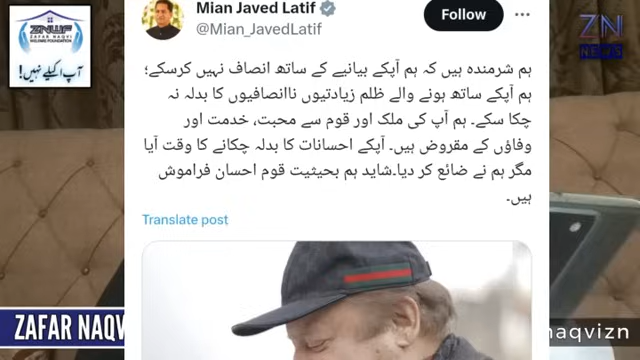 Mian Javed Latif
@Mian_JavedLatif
Follow
ZNWF
ZAFAR NAQVI
WELFARE FOUNDATION
آپ اکیلے نہیں!
ZN
NEWS
ہم شرمندہ ہیں کہ ہم آپکے بیانیے کے ساتھ انصاف نہیں کرسکے؛
ہم آپکے ساتھ ہونے والے ظلم زیادتیوں ناانصافیوں کا بدلہ نہ
چکا سکے۔ ہم آپ کی ملک اور قوم سے محبت، خدمت اور
وفاؤں کے مقروض ہیں۔ آپکے احسانات کا بدلہ چکانے کا وقت آیا
مگر ہم نے ضائع کر دیا۔شاید ہم بحیثیت قوم احسان فراموش
ہیں۔
Translate post
ZAFAR NAQV
naqvizn